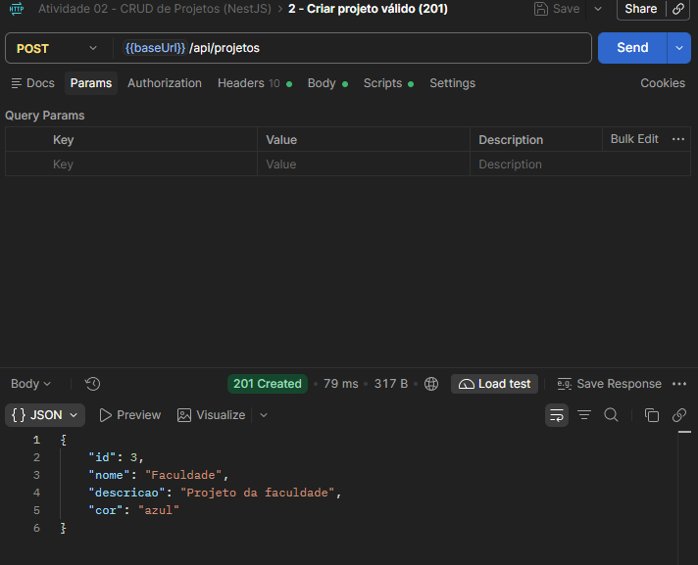 HTTP Atividade 02 - CRUD de Projetos (NestJS) > 2 - Criar projeto válido (201) Save Share
POST {{baseUrl}} /api/projetos Send
Docs Params Authorization Headers 10 Body Scripts Settings Cookies
Query Params
Key Value Description Bulk Edit
Key Value Description
Body 201 Created 79 ms 317 B Load test e.g. Save Response
{} JSON Preview Visualize
1 {
2 "id": 3,
3 "nome": "Faculdade",
4 "descricao": "Projeto da faculdade",
5 "cor": "azul"
6 }